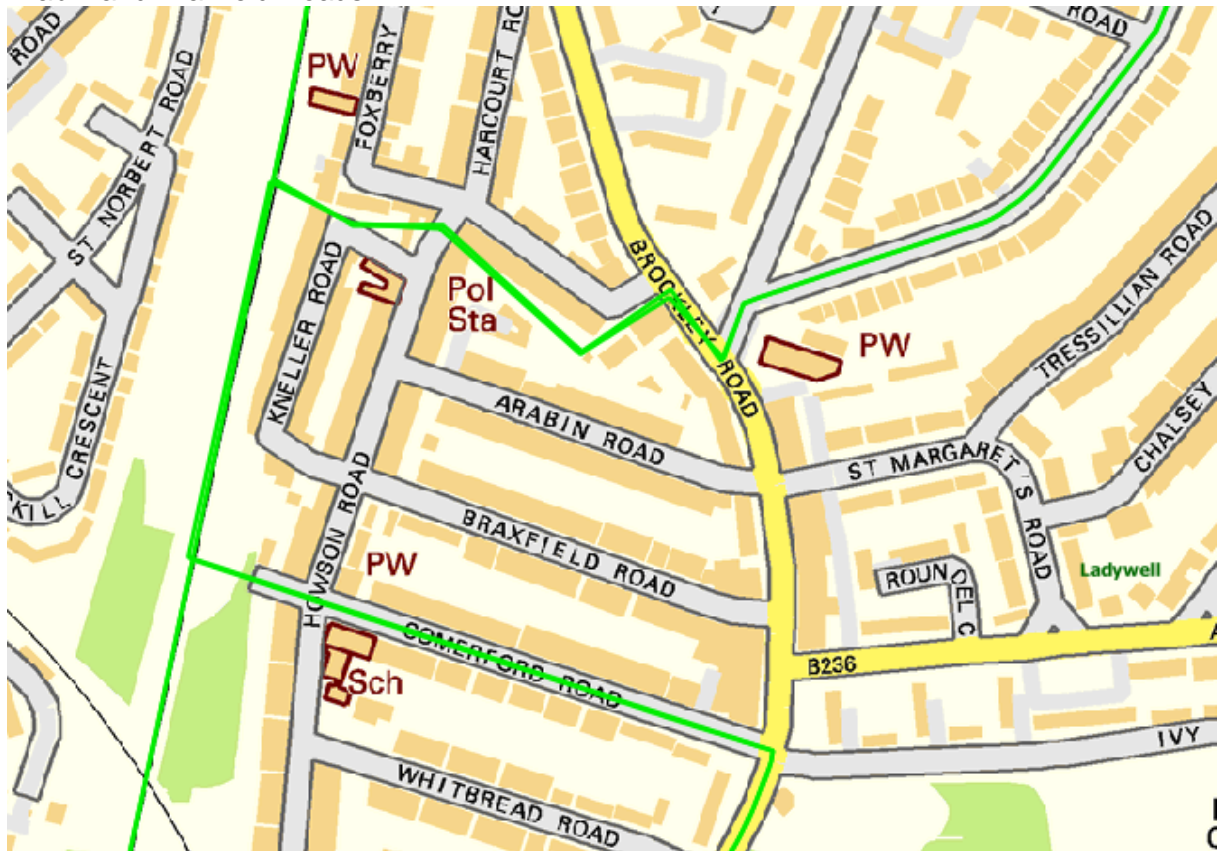 ROAD
ROAD
PW
FOXBERRY
HARCOURT RO
ST NORBERT ROAD
BROCKLEY ROAD
KNELLER ROAD
Pol
Sta
PW
TRESSILLIAN ROAD
CHALSEY
ARABIN ROAD
ST MARGARET'S ROAD
CRESCENT
HOWSON ROAD
BRAXFIELD ROAD
PW
ROUN
EL C
Ladywell
COMERFORD ROAD
B236
Sch
IVY
WHITBREAD ROAD